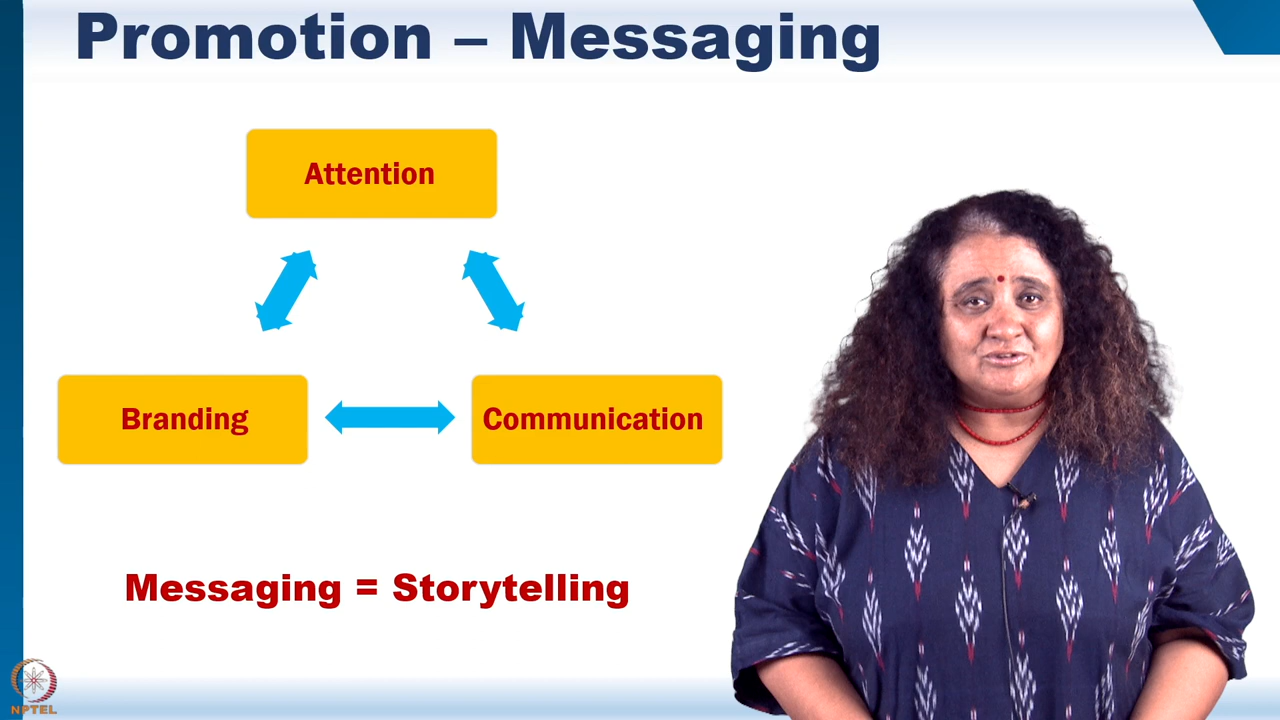 Promotion – Messaging
Attention
Branding
Communication
Messaging = Storytelling
NPTEL